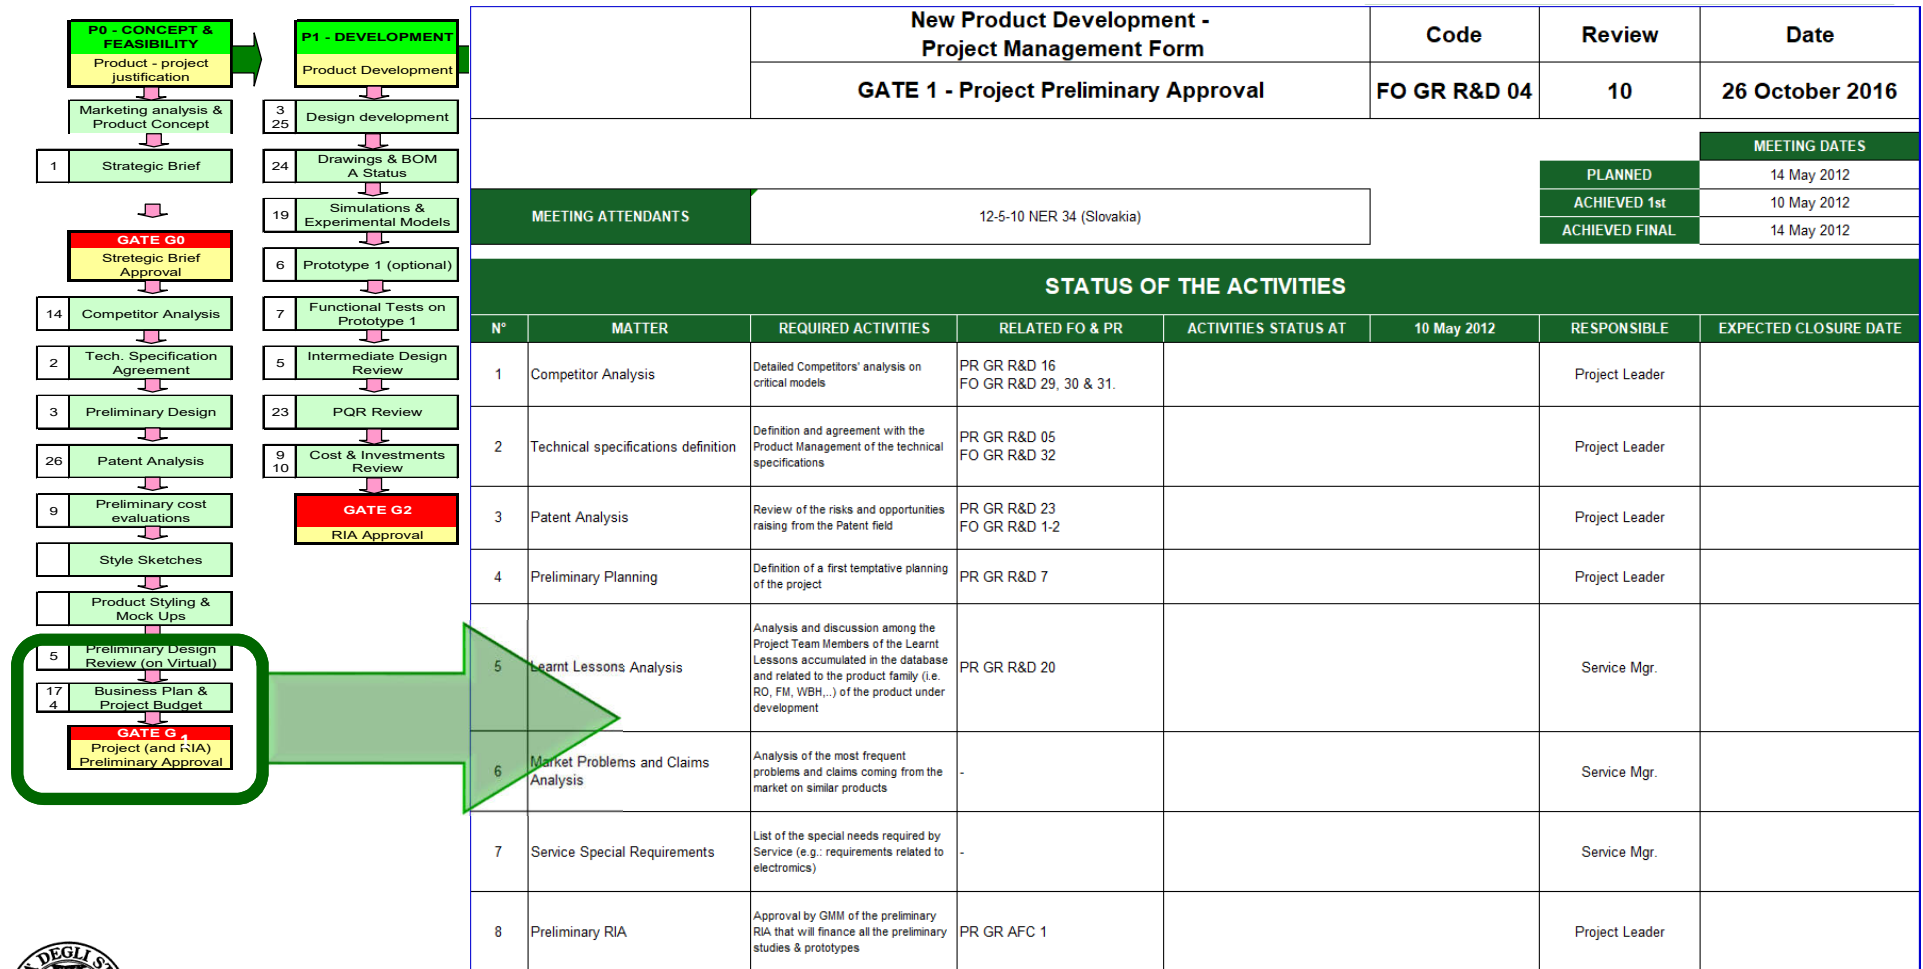 P0 - CONCEPT &
FEASIBILITY
Product - project
justification
Marketing analysis &
Product Concept
1
Strategic Brief
GATE G0
Stretegic Brief
Approval
14
Competitor Analysis
2
Tech. Specification
Agreement
3
Preliminary Design
26
Patent Analysis
9
Preliminary cost
evaluations
Style Sketches
Product Styling &
Mock Ups
5
Preliminary Design
Review (on Virtual)
17
4
Business Plan &
Project Budget
GATE G 1
Project (and RIA)
Preliminary Approval
P1 - DEVELOPMENT
Product Development
3
25
Design development
24
Drawings & BOM
A Status
19
Simulations &
Experimental Models
6
Prototype 1 (optional)
7
Functional Tests on
Prototype 1
5
Intermediate Design
Review
23
PQR Review
9
10
Cost & Investments
Review
GATE G2
RIA Approval
New Product Development -
Project Management Form
Code
Review
Date
GATE 1 - Project Preliminary Approval
FO GR R&D 04
10
26 October 2016
MEETING DATES
PLANNED
14 May 2012
ACHIEVED 1st
10 May 2012
ACHIEVED FINAL
14 May 2012
MEETING ATTENDANTS
12-5-10 NER 34 (Slovakia)
STATUS OF THE ACTIVITIES
N° MATTER REQUIRED ACTIVITIES RELATED FO & PR ACTIVITIES STATUS AT 10 May 2012 RESPONSIBLE EXPECTED CLOSURE DATE
1
Competitor Analysis
Detailed Competitors' analysis on
critical models
PR GR R&D 16
FO GR R&D 29, 30 & 31.
Project Leader
2
Technical specifications definition
Definition and agreement with the
Product Management of the technical
specifications
PR GR R&D 05
FO GR R&D 32
Project Leader
3
Patent Analysis
Review of the risks and opportunities
raising from the Patent field
PR GR R&D 23
FO GR R&D 1-2
Project Leader
4
Preliminary Planning
Definition of a first temptative planning
of the project
PR GR R&D 7
Project Leader
5
Learnt Lessons Analysis
Analysis and discussion among the
Project Team Members of the Learnt
Lessons accumulated in the database
and related to the product family (i.e.
RO, FM, WBH,..) of the product under
development
PR GR R&D 20
Service Mgr.
6
Market Problems and Claims
Analysis
Analysis of the most frequent
problems and claims coming from the
market on similar products
-
Service Mgr.
7
Service Special Requirements
List of the special needs required by
Service (e.g.: requirements related to
electromics)
-
Service Mgr.
8
Preliminary RIA
Approval by GMM of the preliminary
RIA that will finance all the preliminary
studies & prototypes
PR GR AFC 1
Project Leader
DEGLI